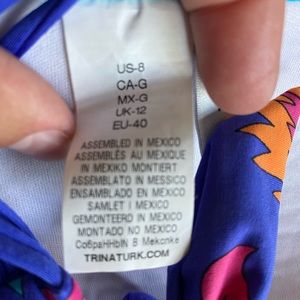 US-8
CA-G
MX-G
UK-12
EU-40
ASSEMBLED IN MEXICO
ASSEMBLÉS AU MEXIQUE
IN MEXIKO MONTIERT
ASSEMBLATO IN MESSICO
ENSAMBLADO EN MEXICO
SAMLET I MEXICO
GEMONTEERD IN MEXICO
MONTADO NO MEXICO
СобраННЫЫ В Мексике
TRINATURK.COM